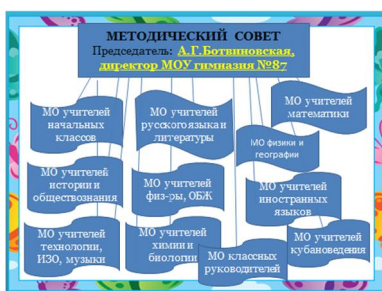 МЕТОДИЧЕСКИЙ СОВЕТ
Председатель: А.Г.Ботвиновская,
директор МОУ гимназия №87
МО учителей
начальных
классов
МО учителей
русского языка и
литературы
МО учителей
математики
МО физики и
географии
МО учителей
истории и
обществознания
МО учителей
физ-ры, ОБЖ
МО учителей
иностранных
языков
МО учителей
технологии,
ИЗО, музыки
МО учителей
химии и
биологии
МО классных
руководителей
МО учителей
кубановедения